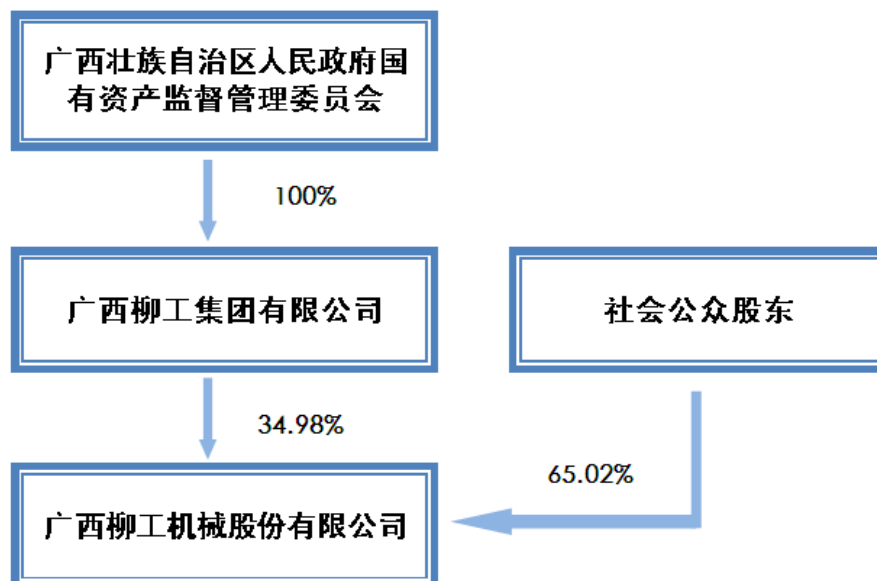 广西壮族自治区人民政府国
有资产监督管理委员会
100%
广西柳工集团有限公司
社会公众股东
34.98%
65.02%
广西柳工机械股份有限公司